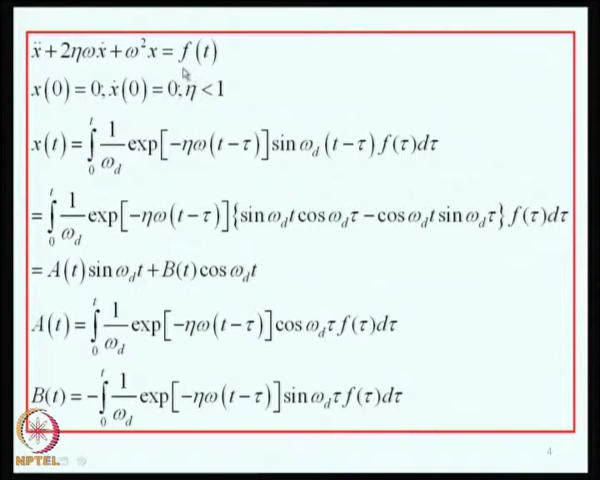 ẍ + 2ηωẋ + ω²x = f(t)
x(0) = 0; ẋ(0) = 0; η < 1
x(t) = ∫₀ᵗ (1/ω_d) exp[−ηω(t−τ)] sin ω_d (t−τ) f(τ)dτ
= ∫₀ᵗ (1/ω_d) exp[−ηω(t−τ)]{sin ω_d t cos ω_d τ − cos ω_d t sin ω_d τ} f(τ)dτ
= A(t) sin ω_d t + B(t) cos ω_d t
A(t) = ∫₀ᵗ (1/ω_d) exp[−ηω(t−τ)] cos ω_d τ f(τ)dτ
B(t) = −∫₀ᵗ (1/ω_d) exp[−ηω(t−τ)] sin ω_d τ f(τ)dτ
NPTEL
4